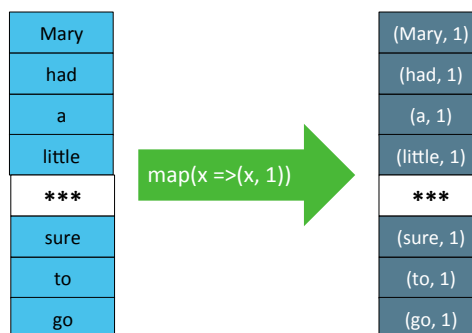 Mary
had
a
little
***
sure
to
go
map(x =>(x, 1))
(Mary, 1)
(had, 1)
(a, 1)
(little, 1)
***
(sure, 1)
(to, 1)
(go, 1)